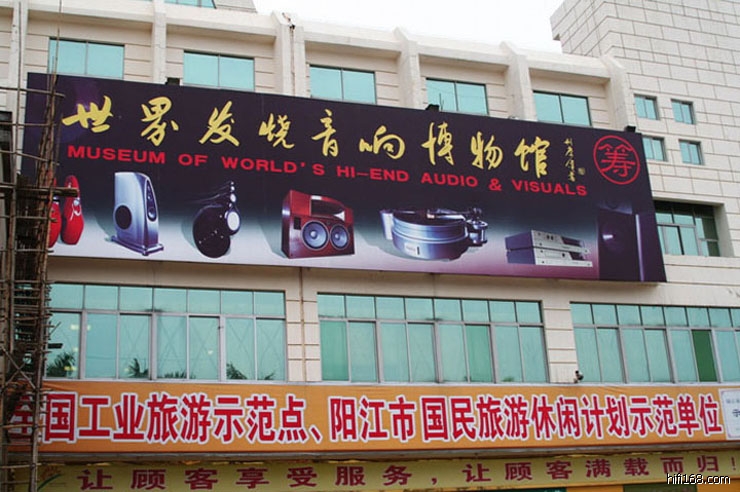 世界发烧音响博物馆
MUSEUM OF WORLD'S HI-END AUDIO & VISUALS
筹
全国工业旅游示范点、阳江市国民旅游休闲计划示范单位
让顾客享受服务，让顾客满载而归！
hifi168.com